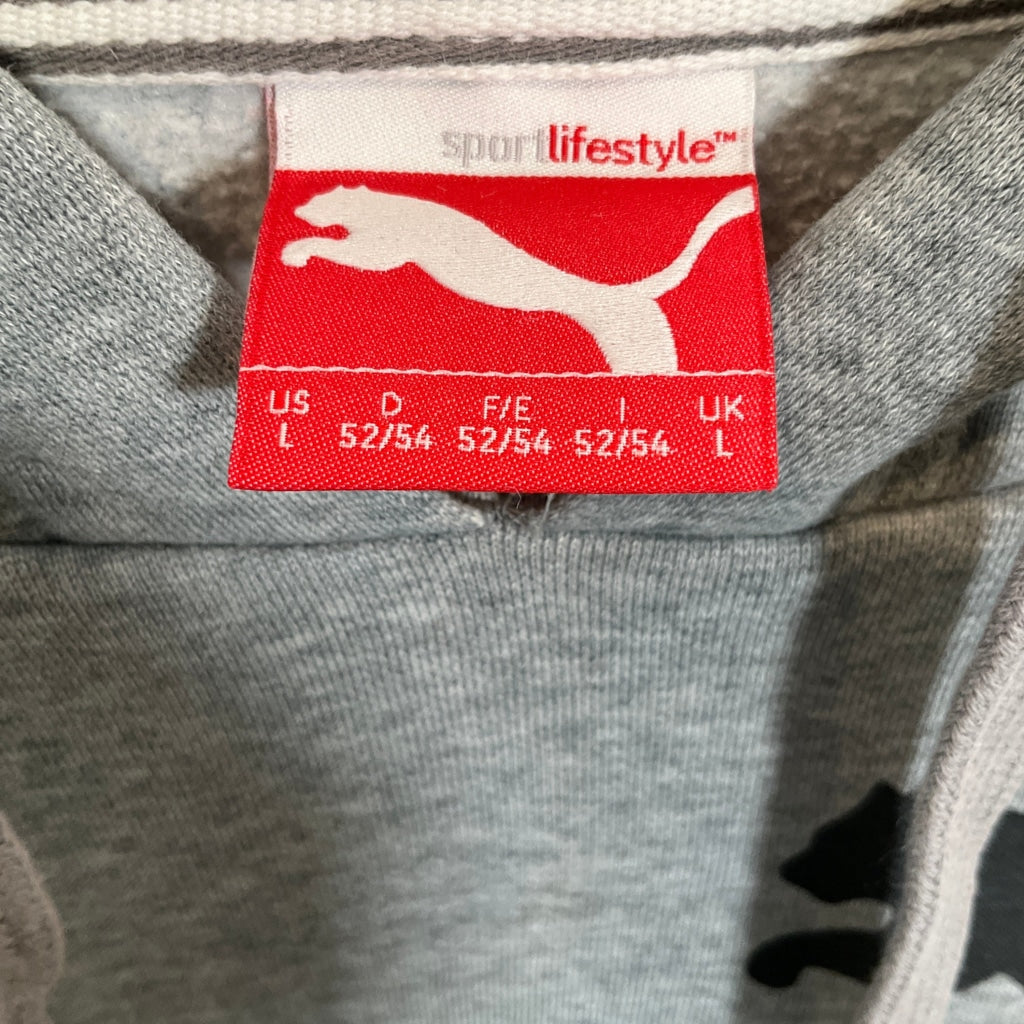 sportlifestyle™
US D F/E I UK
L 52/54 52/54 52/54 L